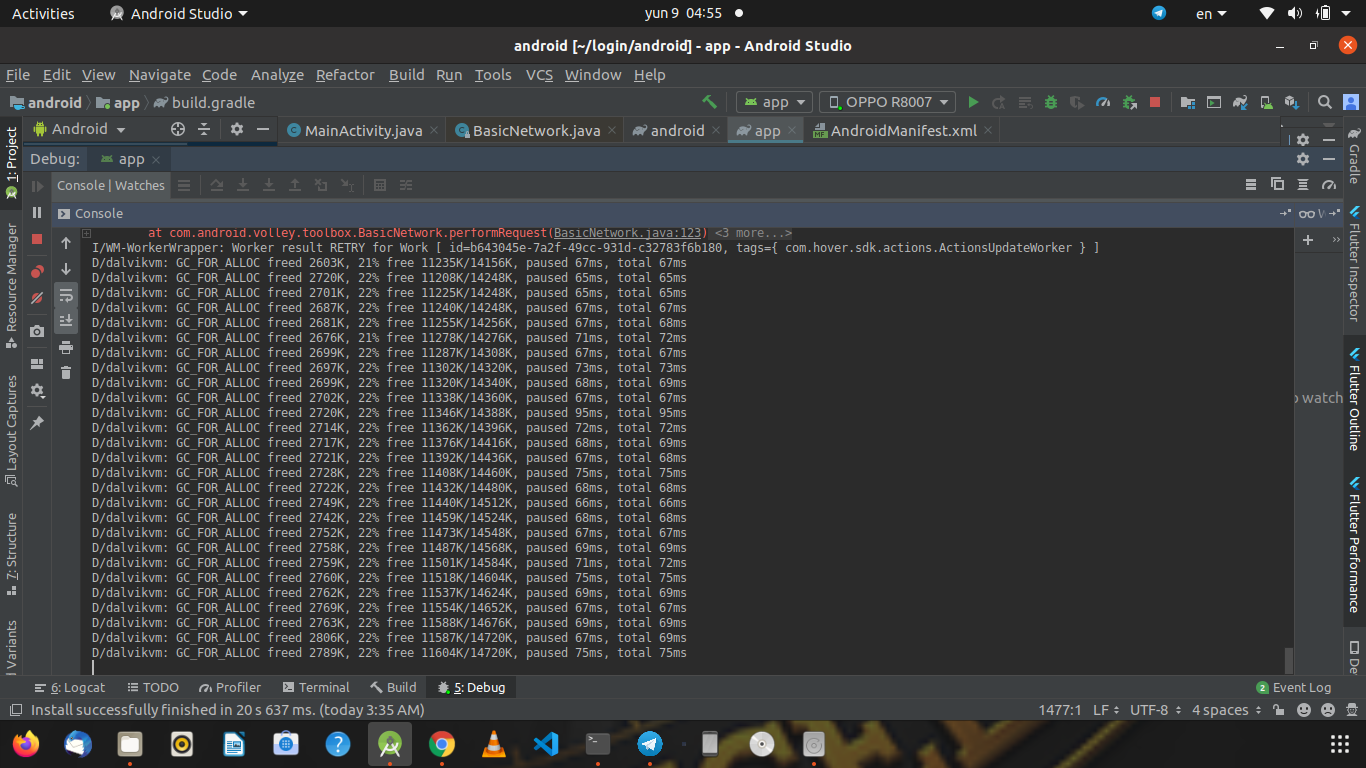 Activities
Android Studio
yun 9 04:55
en
android [~/login/android] - app - Android Studio
File Edit View Navigate Code Analyze Refactor Build Run Tools VCS Window Help
android app build.gradle
app
OPPO R8007
Android
MainActivity.java
BasicNetwork.java
android
app
AndroidManifest.xml
Debug: app
Console | Watches
Console
at com.android.volley.toolbox.BasicNetwork.performRequest(BasicNetwork.java:123) <3 more...>
I/WM-WorkerWrapper: Worker result RETRY for Work [ id=b643045e-7a2f-49cc-931d-c32783f6b180, tags={ com.hover.sdk.actions.ActionsUpdateWorker } ]
D/dalvikvm: GC_FOR_ALLOC freed 2603K, 21% free 11235K/14156K, paused 67ms, total 67ms
D/dalvikvm: GC_FOR_ALLOC freed 2720K, 22% free 11208K/14248K, paused 65ms, total 65ms
D/dalvikvm: GC_FOR_ALLOC freed 2701K, 22% free 11225K/14248K, paused 65ms, total 65ms
D/dalvikvm: GC_FOR_ALLOC freed 2687K, 22% free 11240K/14248K, paused 67ms, total 67ms
D/dalvikvm: GC_FOR_ALLOC freed 2681K, 22% free 11255K/14256K, paused 67ms, total 68ms
D/dalvikvm: GC_FOR_ALLOC freed 2676K, 21% free 11278K/14276K, paused 71ms, total 72ms
D/dalvikvm: GC_FOR_ALLOC freed 2699K, 22% free 11287K/14308K, paused 67ms, total 67ms
D/dalvikvm: GC_FOR_ALLOC freed 2697K, 22% free 11302K/14320K, paused 73ms, total 73ms
D/dalvikvm: GC_FOR_ALLOC freed 2699K, 22% free 11320K/14340K, paused 68ms, total 69ms
D/dalvikvm: GC_FOR_ALLOC freed 2702K, 22% free 11338K/14360K, paused 67ms, total 67ms
D/dalvikvm: GC_FOR_ALLOC freed 2720K, 22% free 11346K/14388K, paused 95ms, total 95ms
D/dalvikvm: GC_FOR_ALLOC freed 2714K, 22% free 11362K/14396K, paused 72ms, total 72ms
D/dalvikvm: GC_FOR_ALLOC freed 2717K, 22% free 11376K/14416K, paused 68ms, total 69ms
D/dalvikvm: GC_FOR_ALLOC freed 2721K, 22% free 11392K/14436K, paused 67ms, total 68ms
D/dalvikvm: GC_FOR_ALLOC freed 2728K, 22% free 11408K/14460K, paused 75ms, total 75ms
D/dalvikvm: GC_FOR_ALLOC freed 2722K, 22% free 11432K/14480K, paused 68ms, total 68ms
D/dalvikvm: GC_FOR_ALLOC freed 2749K, 22% free 11440K/14512K, paused 66ms, total 66ms
D/dalvikvm: GC_FOR_ALLOC freed 2742K, 22% free 11459K/14524K, paused 68ms, total 68ms
D/dalvikvm: GC_FOR_ALLOC freed 2752K, 22% free 11473K/14548K, paused 67ms, total 67ms
D/dalvikvm: GC_FOR_ALLOC freed 2758K, 22% free 11487K/14568K, paused 69ms, total 69ms
D/dalvikvm: GC_FOR_ALLOC freed 2759K, 22% free 11501K/14584K, paused 71ms, total 72ms
D/dalvikvm: GC_FOR_ALLOC freed 2760K, 22% free 11518K/14604K, paused 75ms, total 75ms
D/dalvikvm: GC_FOR_ALLOC freed 2762K, 22% free 11537K/14624K, paused 69ms, total 69ms
D/dalvikvm: GC_FOR_ALLOC freed 2769K, 22% free 11554K/14652K, paused 67ms, total 67ms
D/dalvikvm: GC_FOR_ALLOC freed 2763K, 22% free 11588K/14676K, paused 69ms, total 69ms
D/dalvikvm: GC_FOR_ALLOC freed 2806K, 22% free 11587K/14720K, paused 67ms, total 69ms
D/dalvikvm: GC_FOR_ALLOC freed 2789K, 22% free 11604K/14720K, paused 75ms, total 75ms
watch
1: Project
Resource Manager
Layout Captures
7: Structure
Variants
Gradle
Flutter Inspector
Flutter Outline
Flutter Performance
6: Logcat
TODO
Profiler
Terminal
Build
5: Debug
2 Event Log
Install successfully finished in 20 s 637 ms. (today 3:35 AM)
1477:1 LF UTF-8 4 spaces